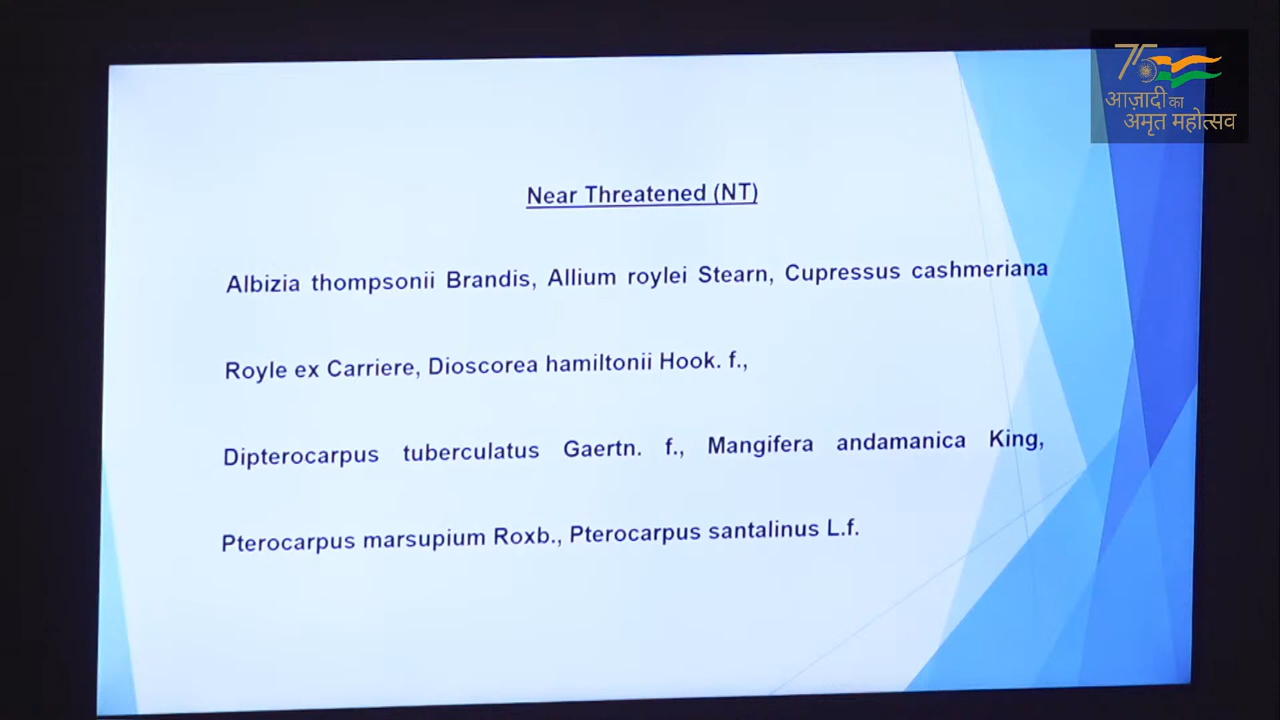 75
आज़ादी का
अमृत महोत्सव
Near Threatened (NT)
Albizia thompsonii Brandis, Allium roylei Stearn, Cupressus cashmeriana
Royle ex Carriere, Dioscorea hamiltonii Hook. f.,
Dipterocarpus tuberculatus Gaertn. f., Mangifera andamanica King,
Pterocarpus marsupium Roxb., Pterocarpus santalinus L.f.